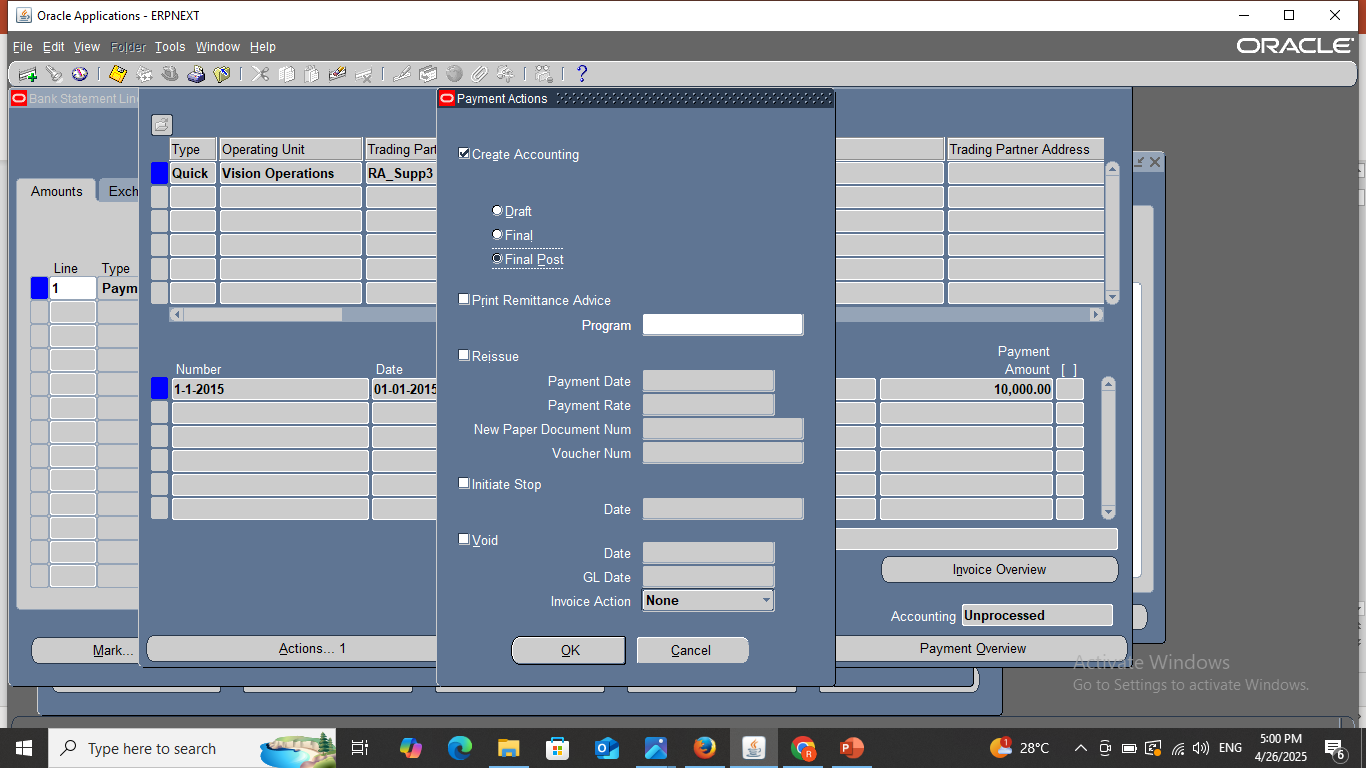 Oracle Applications - ERPNEXT
File Edit View Folder Tools Window Help
ORACLE
Bank Statement Lin
Payment Actions
Type Operating Unit Trading Part
Trading Partner Address
Quick Vision Operations RA_Supp3
Amounts Exch
Line Type
1 Paym
Number Date
1-1-2015 01-01-2015
Payment
Amount [ ]
10,000.00
Create Accounting
Draft
Final
Final Post
Print Remittance Advice
Program
Reissue
Payment Date
Payment Rate
New Paper Document Num
Voucher Num
Initiate Stop
Date
Void
Date
GL Date
Invoice Action None
OK Cancel
Invoice Overview
Accounting Unprocessed
Mark... Actions... 1 Payment Overview
Activate Windows
Go to Settings to activate Windows.
Type here to search
28°C
ENG
5:00 PM
4/26/2025
6